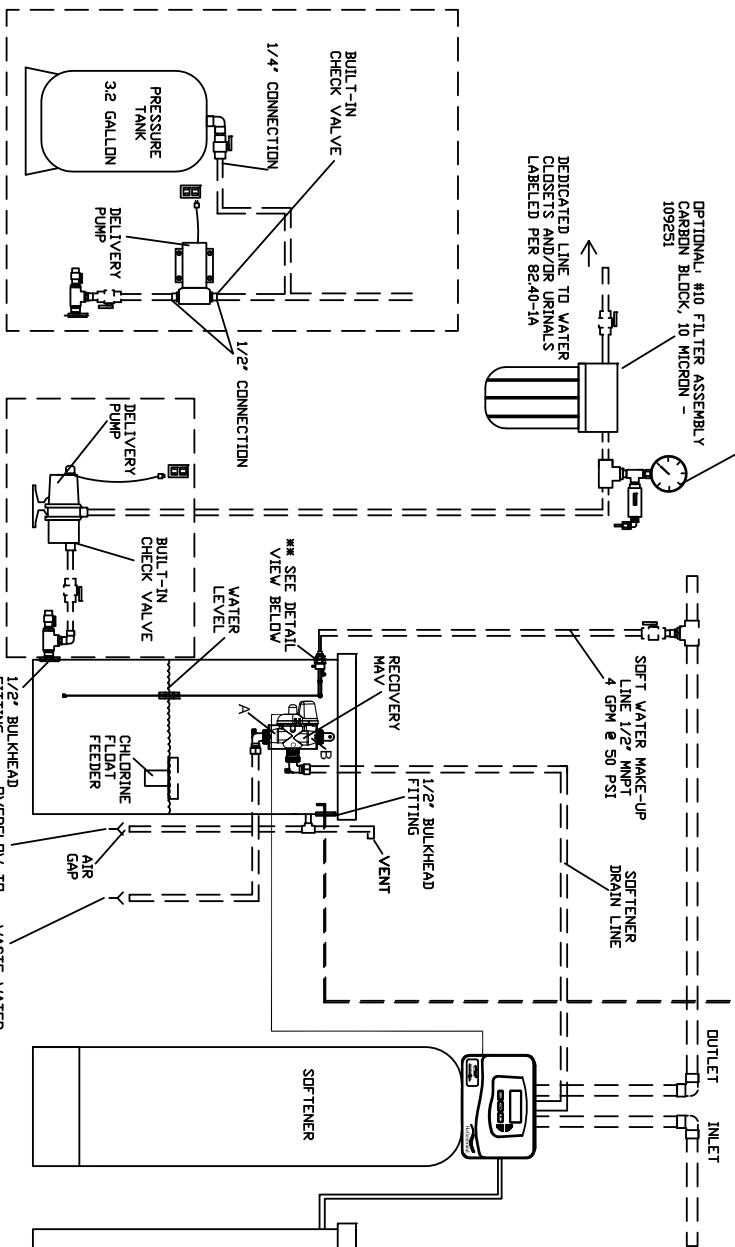 1/4" CONNECTION
BUILT-IN
CHECK VALVE
PRESSURE
TANK
3.2 GALLON
DELIVERY
PUMP
1/2" CONNECTION
OPTIONAL: #10 FILTER ASSEMBLY
CARBON BLOCK, 10 MICRON -
109251
DEDICATED LINE TO WATER
CLOSETS AND/OR URINALS
LABELED PER 82.40-1A
DELIVERY
PUMP
BUILT-IN
CHECK VALVE
** SEE DETAIL
VIEW BELOW
WATER
LEVEL
SOFT WATER MAKE-UP
LINE 1/2" MNPT
4 GPM @ 50 PSI
RECOVERY
MAV
A
B
CHLORINE
FLOAT
FEEDER
1/2" BULKHEAD
FITTING
1/2" BULKHEAD
VENT
AIR
GAP
SOFTENER
DRAIN LINE
OUTLET
INLET
SOFTENER